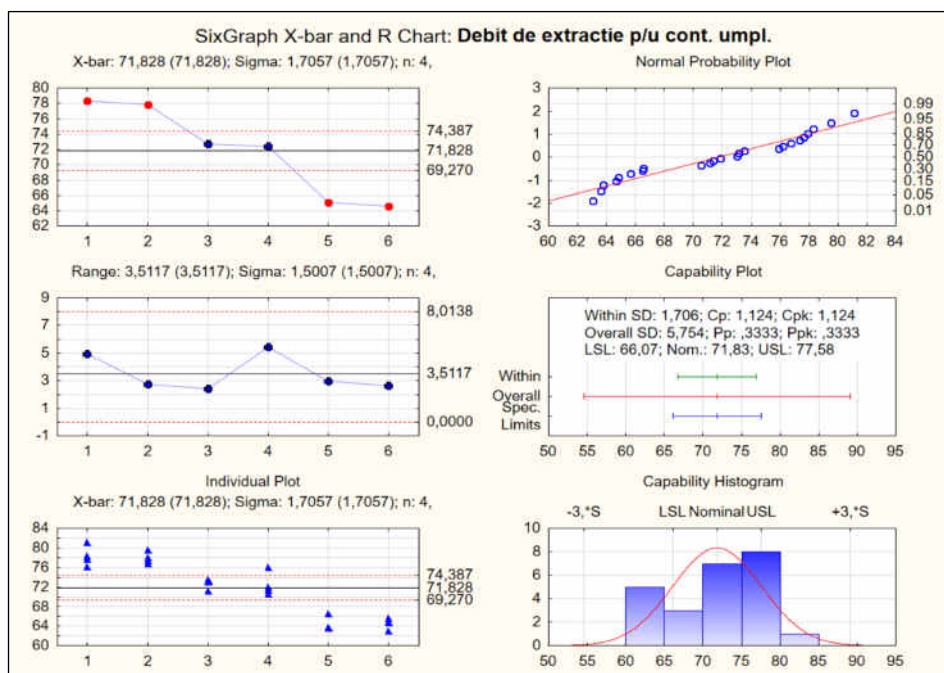 SixGraph X-bar and R Chart: Debit de extractie p/u cont. umpl.
X-bar: 71,828 (71,828); Sigma: 1,7057 (1,7057); n: 4,
80
78
76
74
72
70
68
66
64
62
74,387
71,828
69,270
1 2 3 4 5 6
Normal Probability Plot
3
2
1
0
-1
-2
-3
0.99
0.95
0.85
0.70
0.50
0.30
0.15
0.05
0.01
60 62 64 66 68 70 72 74 76 78 80 82 84
Range: 3,5117 (3,5117); Sigma: 1,5007 (1,5007); n: 4,
9
7
5
3
1
-1
8,0138
3,5117
0,0000
1 2 3 4 5 6
Capability Plot
Within SD: 1,706; Cp: 1,124; Cpk: 1,124
Overall SD: 5,754; Pp: ,3333; Ppk: ,3333
LSL: 66,07; Nom.: 71,83; USL: 77,58
Within
Overall
Spec.
Limits
50 55 60 65 70 75 80 85 90 95
Individual Plot
X-bar: 71,828 (71,828); Sigma: 1,7057 (1,7057); n: 4,
84
80
76
72
68
64
60
74,387
71,828
69,270
1 2 3 4 5 6
Capability Histogram
-3,*S LSL Nominal USL +3,*S
10
8
6
4
2
0
50 55 60 65 70 75 80 85 90 95